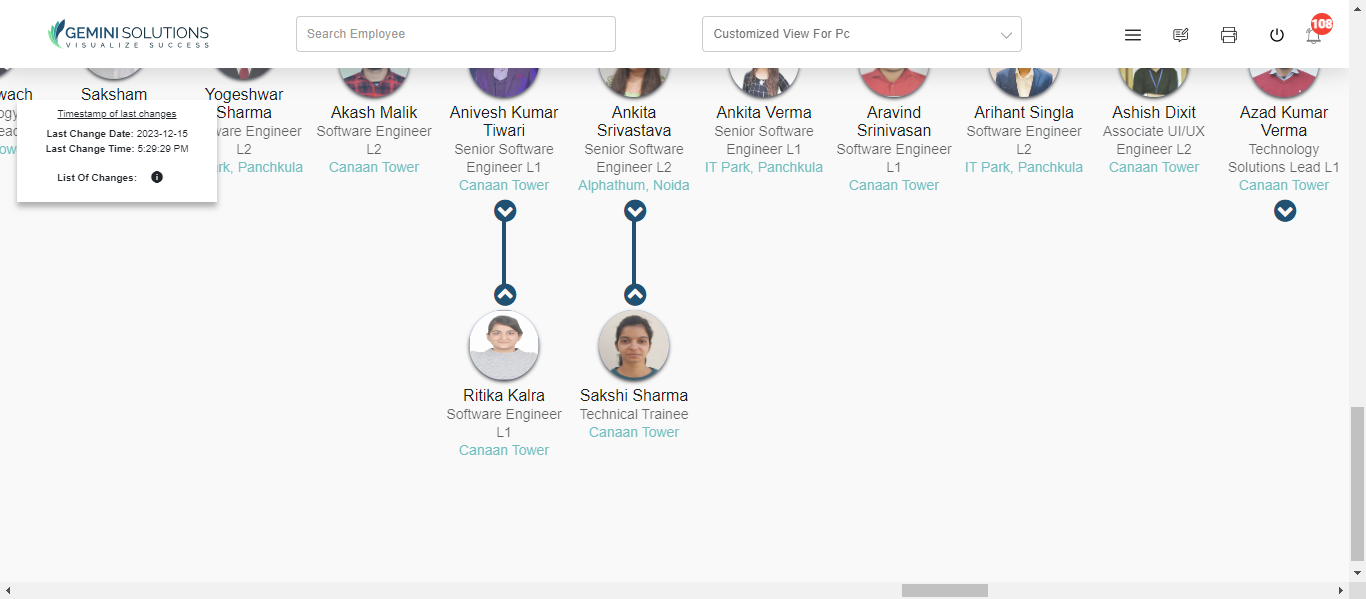 GEMINI SOLUTIONS
VISUALIZE SUCCESS
Search Employee
Customized View For Pc
108
wach
Saksham
Yogeshwar
Sharma
Software Engineer
L2
IT Park, Panchkula
Timestamp of last changes
Last Change Date: 2023-12-15
Last Change Time: 5:29:29 PM
List Of Changes:
Akash Malik
Software Engineer
L2
Canaan Tower
Anivesh Kumar
Tiwari
Senior Software
Engineer L1
Canaan Tower
Ankita
Srivastava
Senior Software
Engineer L2
Alphathum, Noida
Ankita Verma
Senior Software
Engineer L1
IT Park, Panchkula
Aravind
Srinivasan
Software Engineer
L1
Canaan Tower
Arihant Singla
Software Engineer
L2
IT Park, Panchkula
Ashish Dixit
Associate UI/UX
Engineer L2
Canaan Tower
Azad Kumar
Verma
Technology
Solutions Lead L1
Canaan Tower
Ritika Kalra
Software Engineer
L1
Canaan Tower
Sakshi Sharma
Technical Trainee
Canaan Tower